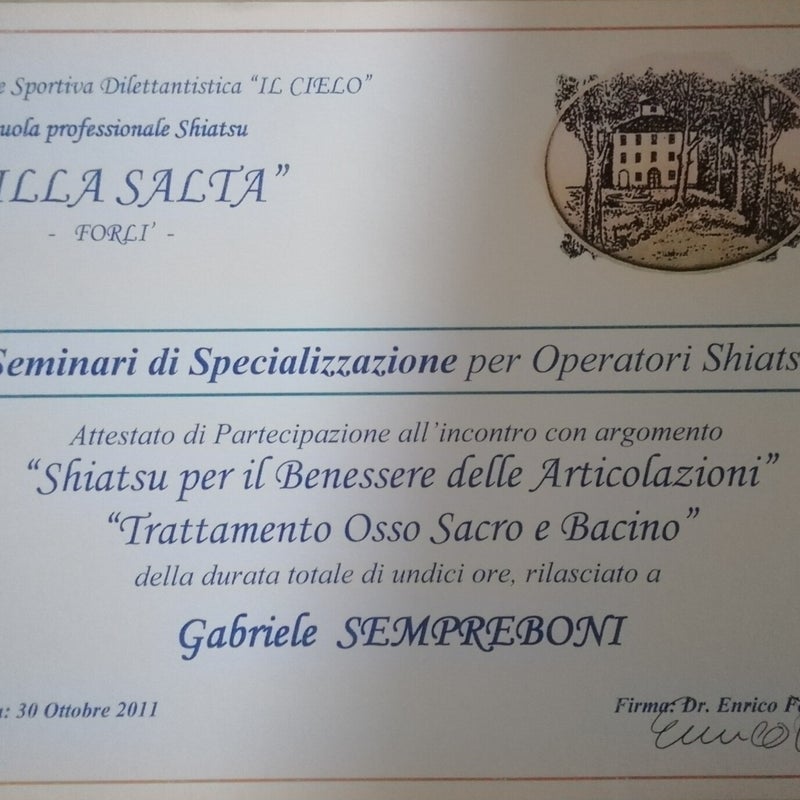 e Sportiva Dilettantistica “IL CIELO”
uola professionale Shiatsu
ILLA SALTA”
- FORLI’ -
Seminari di Specializzazione per Operatori Shiats
Attestato di Partecipazione all’incontro con argomento
“Shiatsu per il Benessere delle Articolazioni”
“Trattamento Osso Sacro e Bacino”
della durata totale di undici ore, rilasciato a
Gabriele SEMPREBONI
a: 30 Ottobre 2011
Firma: Dr. Enrico F
Enrico